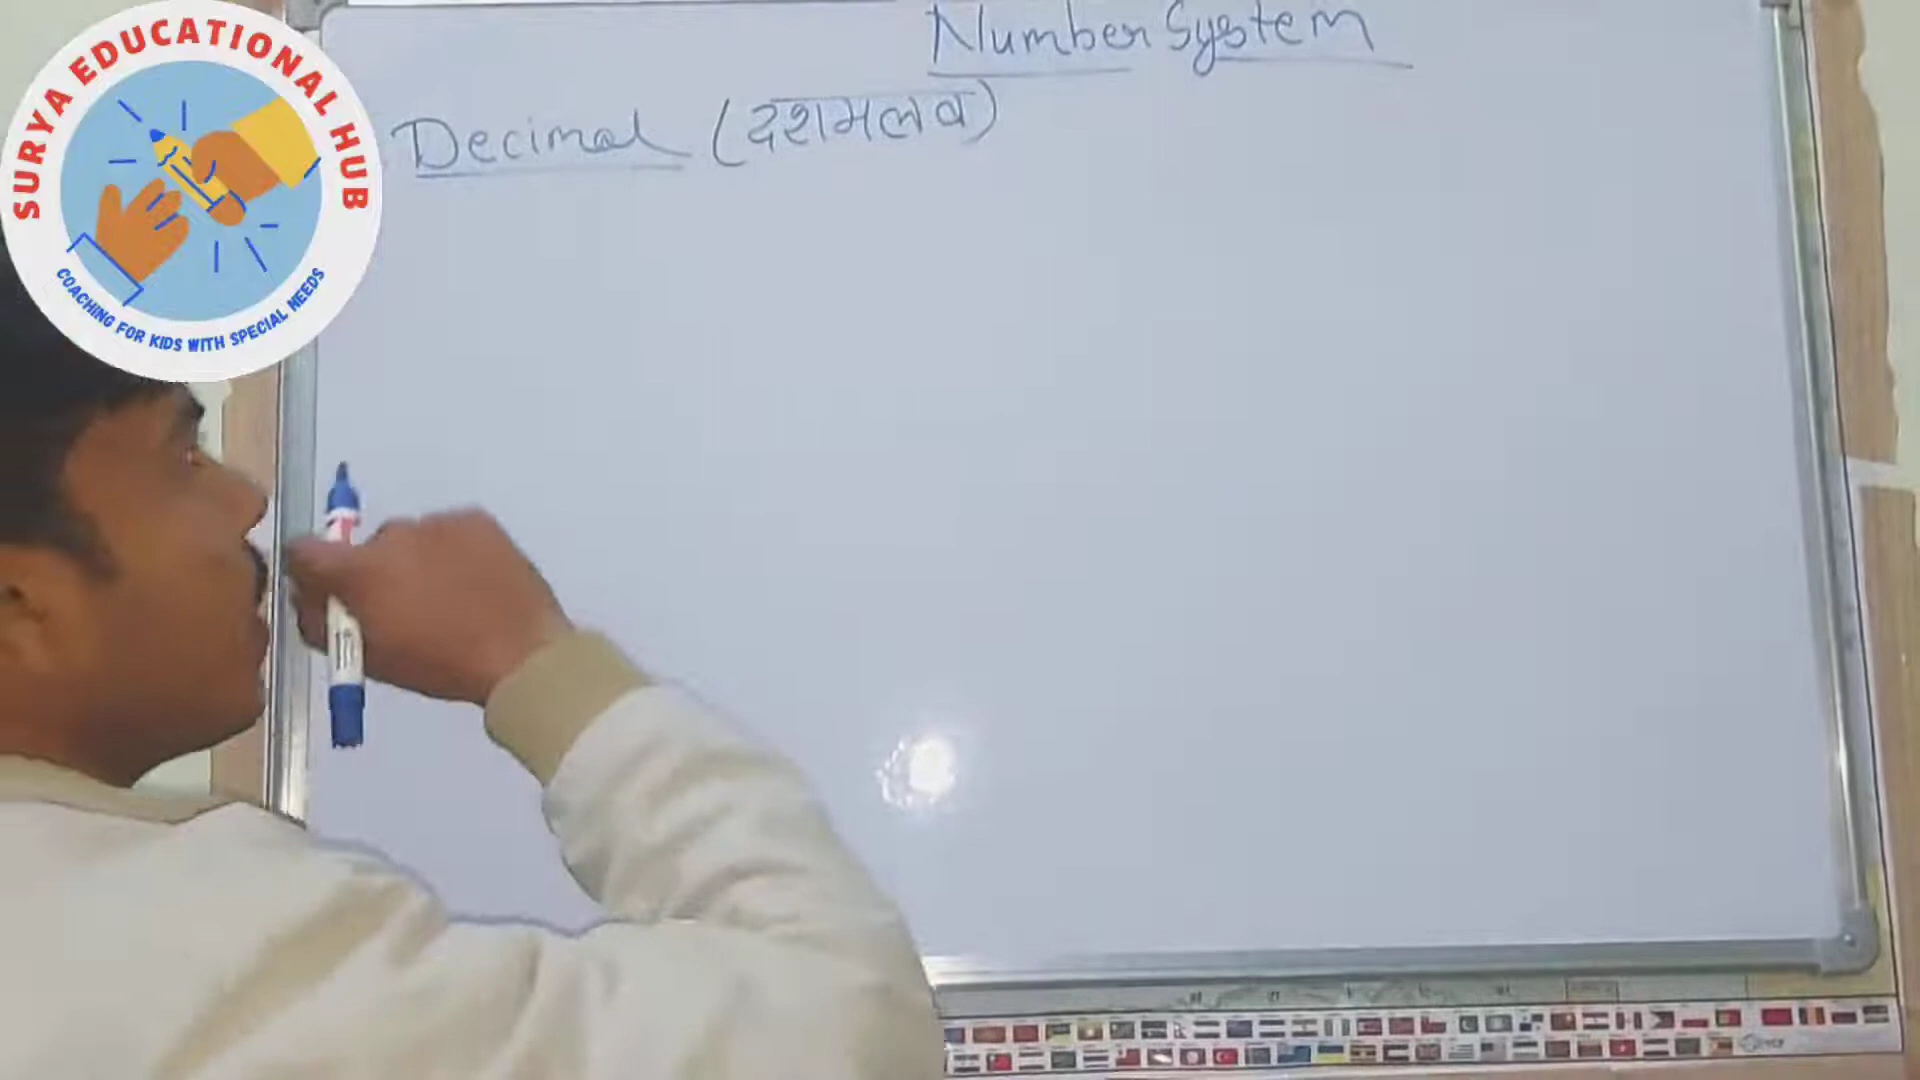 SURYA EDUCATIONAL HUB
COACHING FOR KIDS WITH SPECIAL NEEDS
Number System
Decimal (दशमलव)